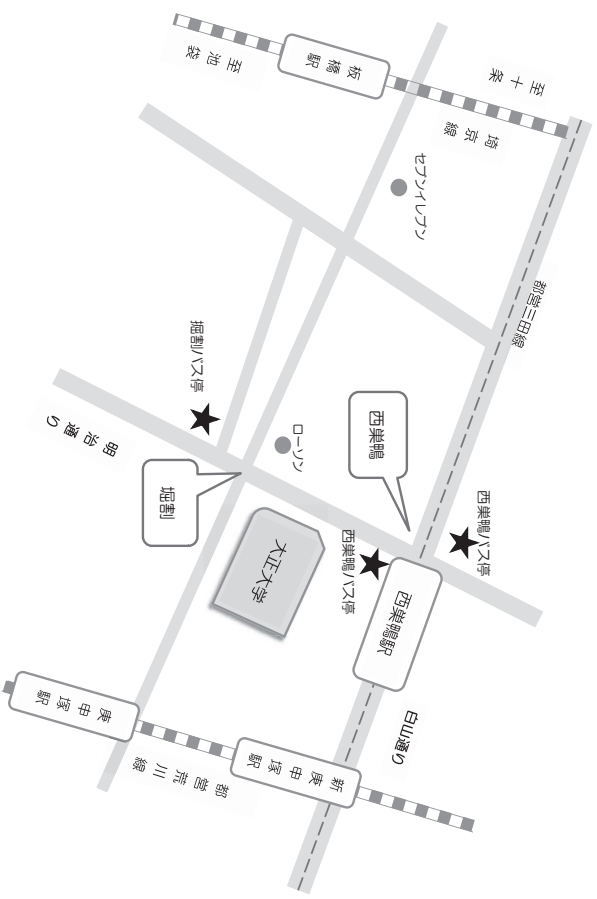 板橋駅
至池袋
至十条
埼京線
セブンイレブン
都営三田線
堀割バス停
明治通り
ローソン
西巣鴨
堀割
西巣鴨バス停
西巣鴨バス停
大正大学
西巣鴨駅
白山通り
庚申塚駅
新庚申塚駅
都営荒川線